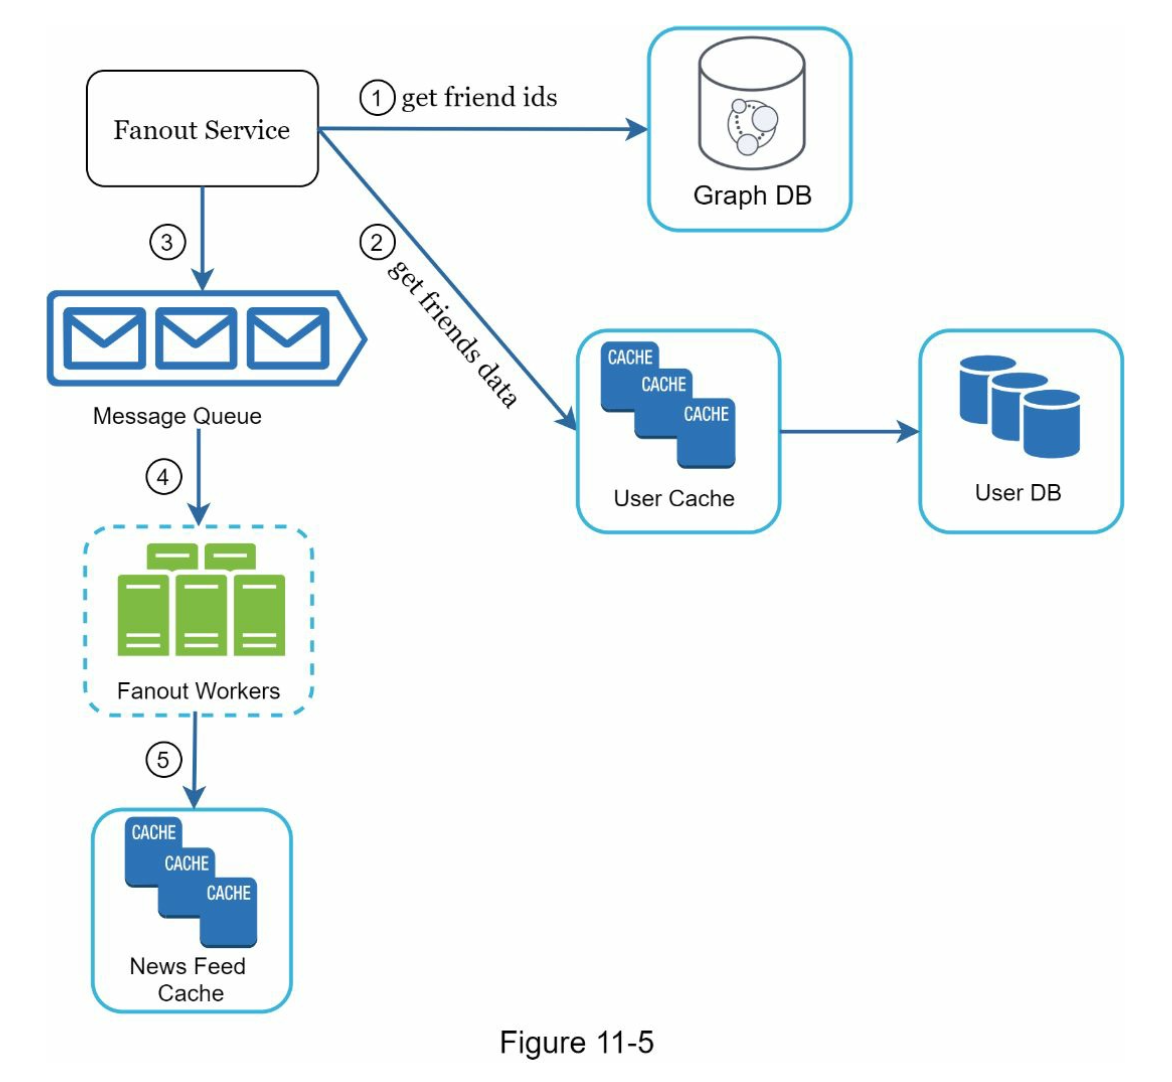 Fanout Service
1 get friend ids
Graph DB
2 get friends data
3
Message Queue
CACHE
CACHE
CACHE
User Cache
User DB
4
Fanout Workers
5
CACHE
CACHE
CACHE
News Feed
Cache
Figure 11-5